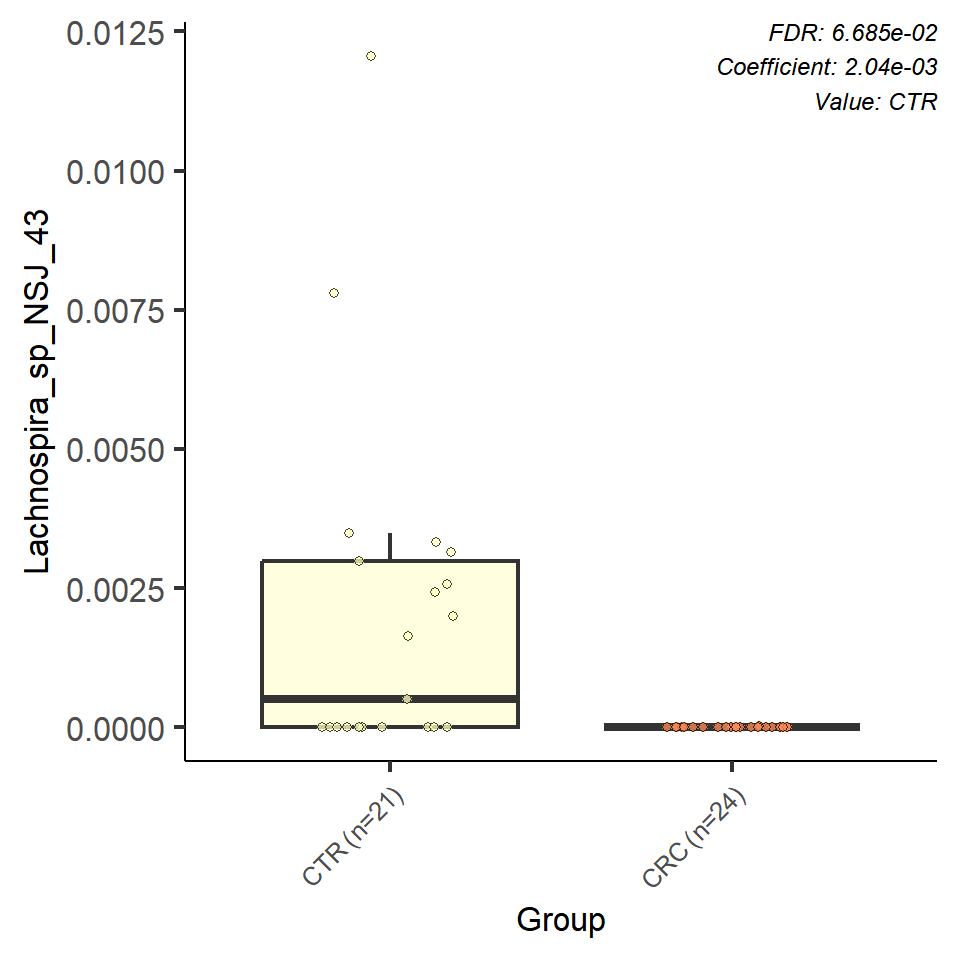 FDR: 6.685e-02
Coefficient: 2.04e-03
Value: CTR
Lachnospira_sp_NSJ_43
0.0125
0.0100
0.0075
0.0050
0.0025
0.0000
CTR (n=21)
CRC (n=24)
Group